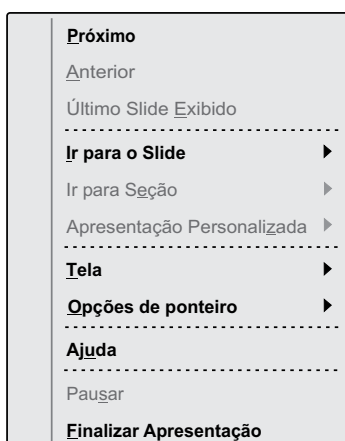 Próximo
Anterior
Último Slide Exibido
Ir para o Slide
Ir para Seção
Apresentação Personalizada
Tela
Opções de ponteiro
Ajuda
Pausar
Finalizar Apresentação